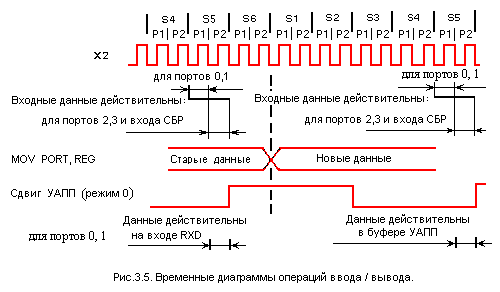 S4 S5 S6 S1 S2 S3 S4 S5
P1 P2 P1 P2 P1 P2 P1 P2 P1 P2 P1 P2 P1 P2 P1 P2
X2
для портов 0,1
для портов 0, 1
Входные данные действительны:
Входные данные действительны:
для портов 2,3 и входа СБР
для портов 2,3 и входа СБР
MOV PORT, REG
Старые данные
Новые данные
Сдвиг УАПП (режим 0)
для портов 0, 1
Данные действительны
на входе RXD
Данные действительны
в буфере УАПП
Рис.3.5. Временные диаграммы операций ввода / вывода.